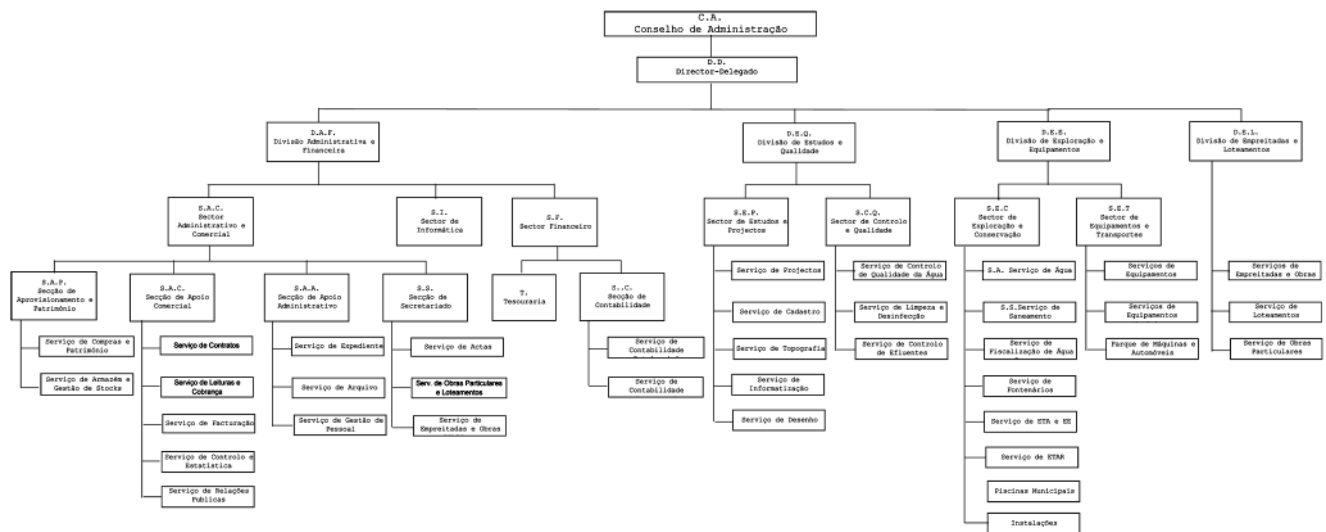 C.A.
Conselho de Administração
D.D.
Director-Delegado
D.A.F.
Divisão Administrativa e
Financeira
D.E.Q.
Divisão de Estudos e
Qualidade
D.E.E.
Divisão de Exploração e
Equipamentos
D.E.L.
Divisão de Empreitadas e
Loteamentos
S.A.C.
Sector
Administrativo e
Comercial
S.I.
Sector de
Informática
S.F.
Sector Financeiro
S.E.P.
Sector de Estudos e
Projectos
S.C.Q.
Sector de Controlo
e Qualidade
S.E.C
Sector de
Exploração e
Conservação
S.E.T
Sector de
Equipamentos e
Transportes
S.A.P.
Secção de
Aprovisionamento e
Património
S.A.C.
Secção de Apoio
Comercial
S.A.A.
Secção de Apoio
Administrativo
S.S.
Secção de
Secretariado
T.
Tesouraria
S..C.
Secção de
Contabilidade
Serviço de Compras e
Património
Serviço de Armazém e
Gestão de Stocks
Serviço de Contratos
Serviço de Leituras e
Cobrança
Serviço de Facturação
Serviço de Controlo e
Estatística
Serviço de Relações
Publicas
Serviço de Expediente
Serviço de Arquivo
Serviço de Gestão de
Pessoal
Serviço de Actas
Serv. de Obras Particulares
e Loteamentos
Serviço de
Empreitadas e Obras
Serviço de
Contabilidade
Serviço de
Contabilidade
Serviço de Projectos
Serviço de Cadastro
Serviço de Topografia
Serviço de
Informatização
Serviço de Desenho
Serviço de Controlo
de Qualidade da Água
Serviço de Limpeza e
Desinfecção
Serviço de Controlo
de Efluentes
S.A. Serviço de Água
S.S.Serviço de
Saneamento
Serviço de
Fiscalização de Água
Serviço de
Fontenários
Serviço de ETA e EE
Serviço de ETAR
Piscinas Municipais
Instalações
Serviços de
Equipamentos
Serviços de
Equipamentos
Parque de Máquinas e
Automóveis
Serviços de
Empreitadas e Obras
Serviço de
Loteamentos
Serviço de Obras
Particulares